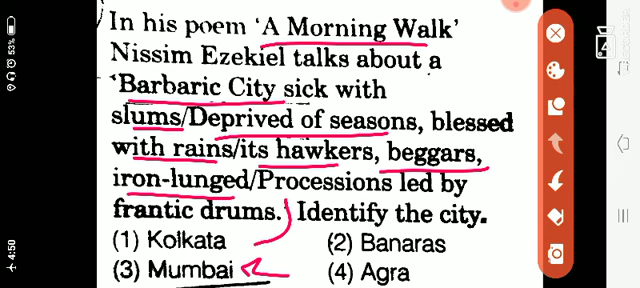 In his poem 'A Morning Walk'
Nissim Ezekiel talks about a
'Barbaric City sick with
slums/Deprived of seasons, blessed
with rains/its hawkers, beggars,
iron-lunged/Processions led by
frantic drums.' Identify the city.
(1) Kolkata (2) Banaras
(3) Mumbai (4) Agra
53%
4:50